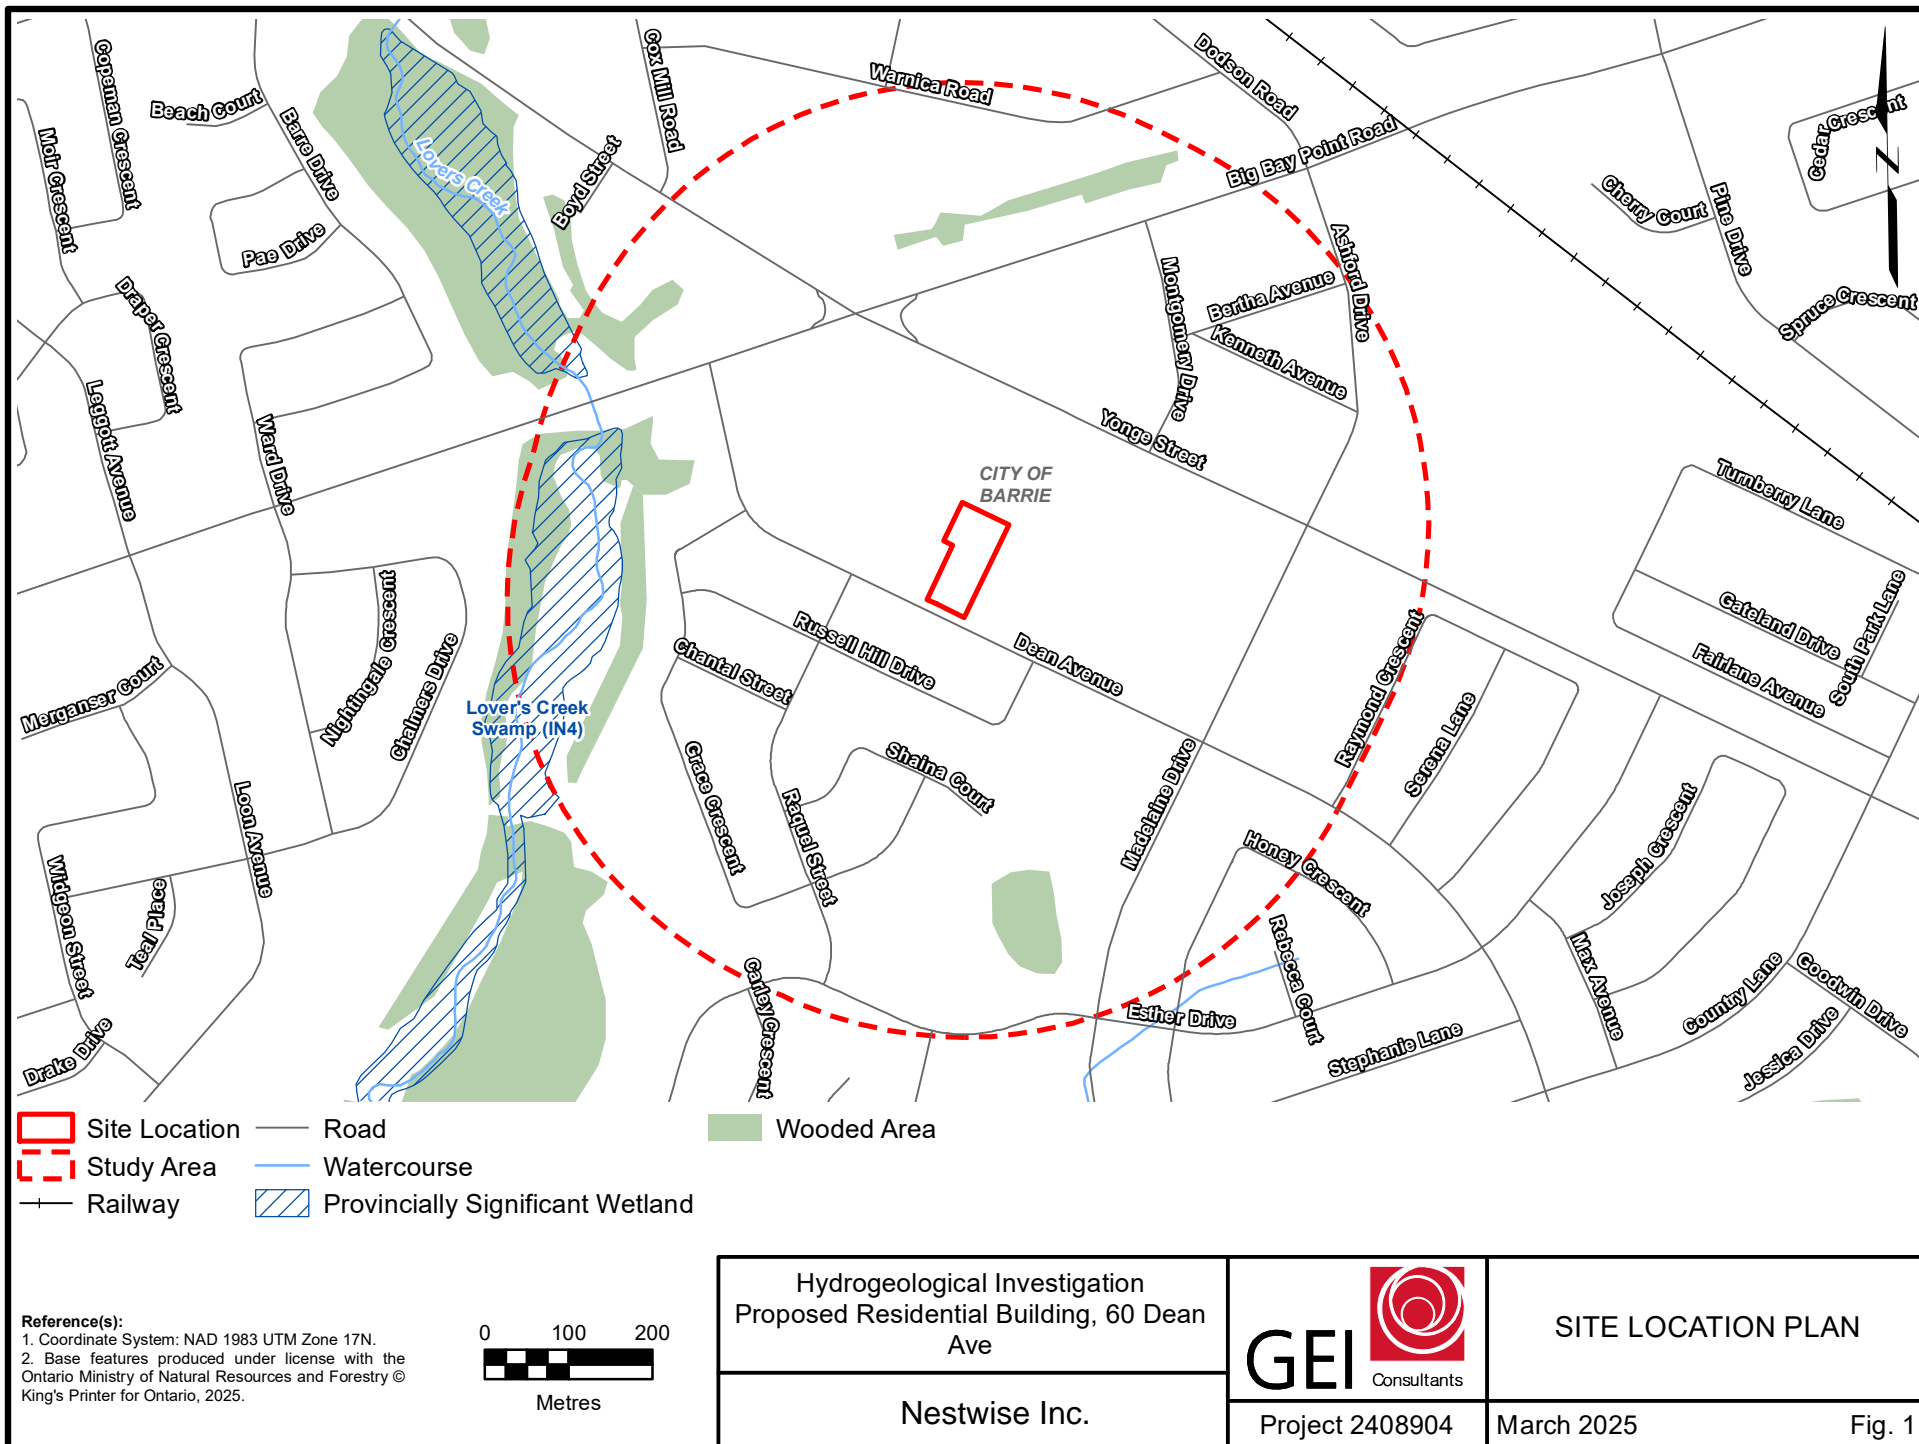 Copeman Crescent
Beach Court
Moir Crescent
Barre Drive
Pae Drive
Draper Crescent
Leggott Avenue
Ward Drive
Lovers Creek
Boyd Street
Cox Mill Road
Warnica Road
Dodson Road
Big Bay Point Road
Cedar Crescent
Cherry Court
Pine Drive
Spruce Crescent
N
Montgomery Drive
Bertha Avenue
Kenneth Avenue
Ashford Drive
Yonge Street
CITY OF
BARRIE
Turnberry Lane
Gateland Drive
South Park Lane
Fairlane Avenue
Nightingale Crescent
Chalmers Drive
Merganser Court
Lover's Creek
Swamp (IN4)
Chantal Street
Russell Hill Drive
Dean Avenue
Raymond Crescent
Serena Lane
Grace Crescent
Raquel Street
Shaina Court
Madelaine Drive
Honey Crescent
Joseph Crescent
Loon Avenue
Widgeon Street
Teal Place
Drake Drive
Carley Crescent
Esther Drive
Rebecca Court
Stephanie Lane
Max Avenue
Country Lane
Goodwin Drive
Jessica Drive
Site Location
Road
Wooded Area
Study Area
Watercourse
Railway
Provincially Significant Wetland
Reference(s):
1. Coordinate System: NAD 1983 UTM Zone 17N.
2. Base features produced under license with the
Ontario Ministry of Natural Resources and Forestry ©
King's Printer for Ontario, 2025.
0 100 200
Metres
Hydrogeological Investigation
Proposed Residential Building, 60 Dean
Ave
Nestwise Inc.
GEI
Consultants
Project 2408904
SITE LOCATION PLAN
March 2025
Fig. 1